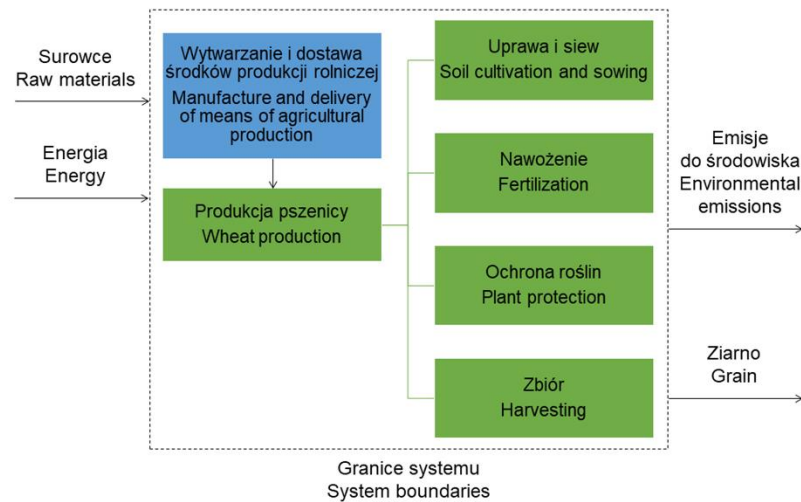 Surowce
Raw materials
Energia
Energy
Wytwarzanie i dostawa
środków produkcji rolniczej
Manufacture and delivery
of means of agricultural
production
Produkcja pszenicy
Wheat production
Uprawa i siew
Soil cultivation and sowing
Nawożenie
Fertilization
Ochrona roślin
Plant protection
Zbiór
Harvesting
Emisje
do środowiska
Environmental
emissions
Ziarno
Grain
Granice systemu
System boundaries